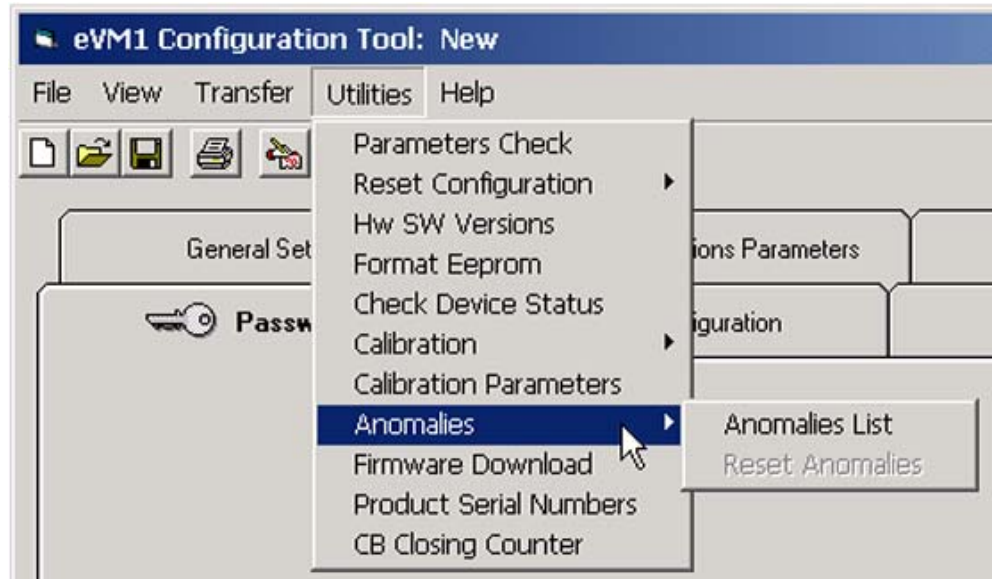 eVM1 Configuration Tool: New
File View Transfer Utilities Help
Parameters Check
Reset Configuration
Hw SW Versions
General Set
ions Parameters
Format Eeprom
Check Device Status
Passw
iguration
Calibration
Calibration Parameters
Anomalies
Anomalies List
Firmware Download
Reset Anomalies
Product Serial Numbers
CB Closing Counter